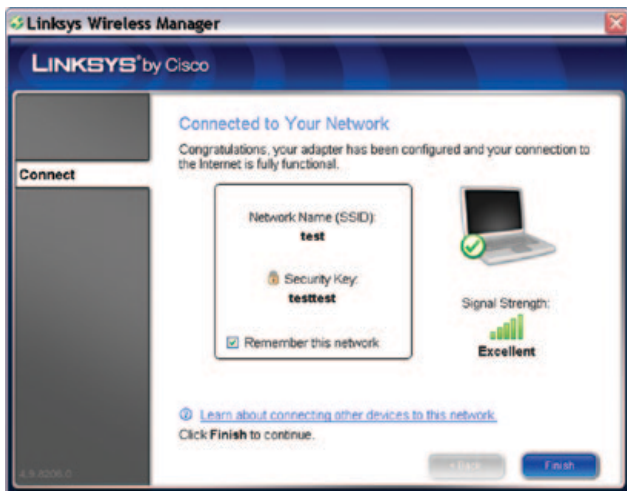 Linksys Wireless Manager
LINKSYS® by Cisco
Connected to Your Network
Congratulations, your adapter has been configured and your connection to
the Internet is fully functional.
Connect
Network Name (SSID):
test
Security Key:
testtest
Remember this network
Signal Strength:
Excellent
Learn about connecting other devices to this network.
Click Finish to continue.
< Back
Finish